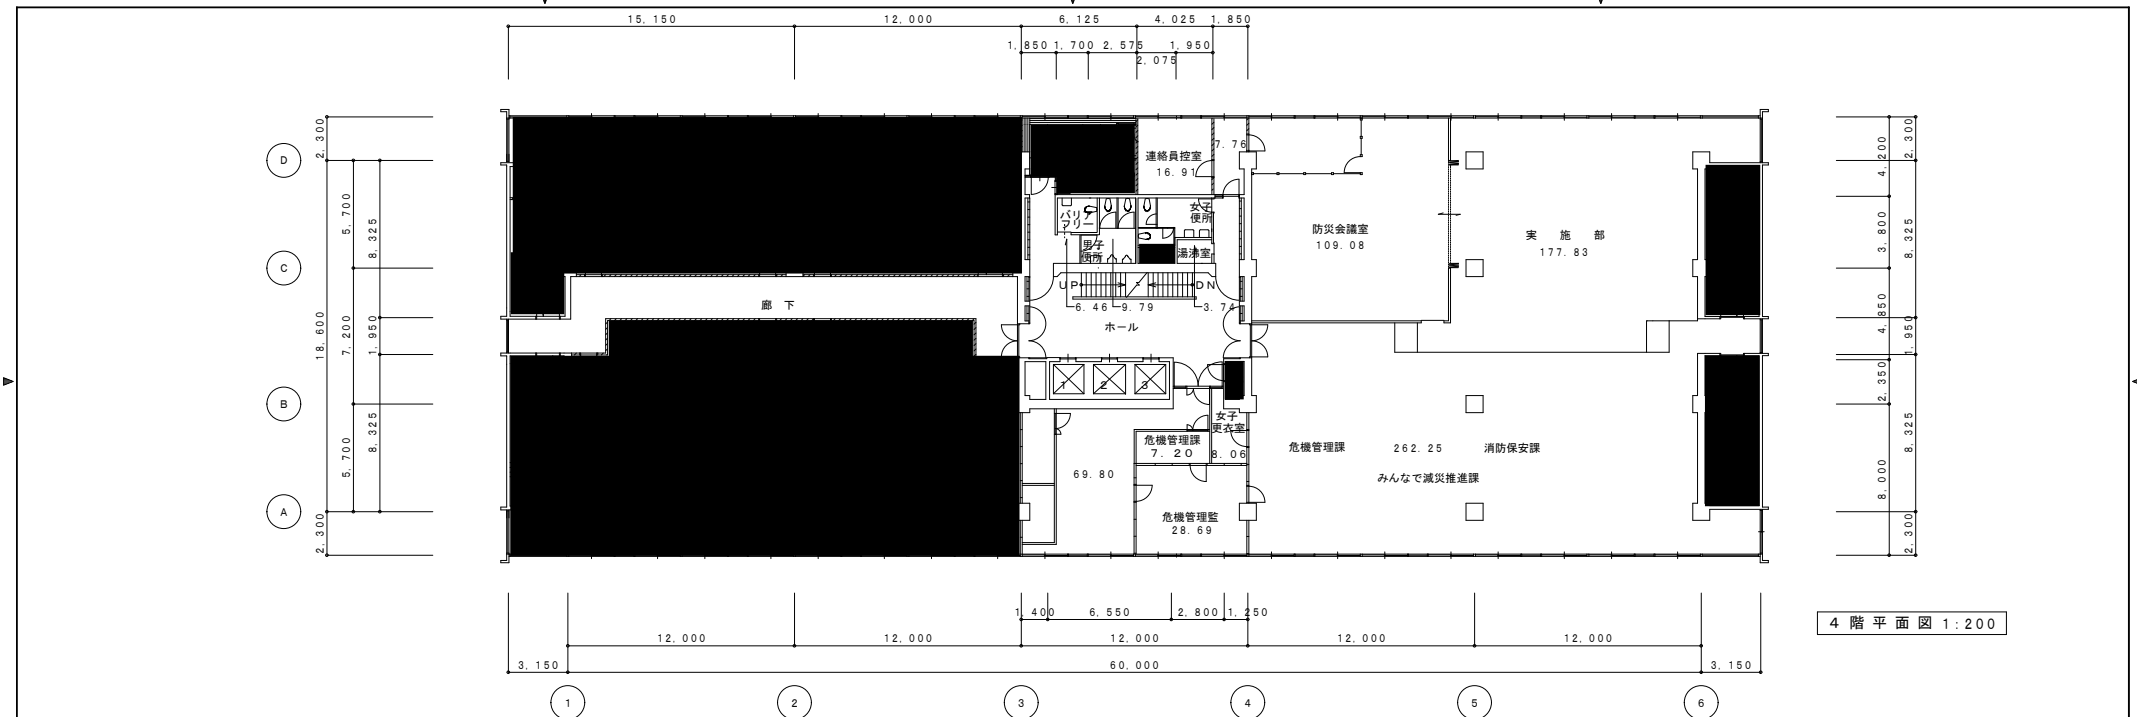 15,150 12,000 6,125 4,025 1,850
1,850 1,700 2,575 1,950
2,075
2,300 5,700 8,325 18,600 7,200 1,950 5,700 8,325 2,300
D
C
B
A
連絡員控室
16.91
7.76
バリア
フリー
女子
便所
男子
便所
湯沸室
防災会議室
109.08
実施部
177.83
UP
DN
6.46
9.79
3.74
廊下
ホール
1 2 3
女子
更衣室
8.06
危機管理課
7.20
69.80
危機管理監
28.69
危機管理課 262.25 消防保安課
みんなで減災推進課
4,200 2,300 3,800 8,325 4,850 1,950 2,350 8,325 8,000 2,300
1,400 6,550 2,800 1,250
12,000 12,000 12,000 12,000 12,000
3,150 60,000 3,150
4階平面図 1:200
1 2 3 4 5 6